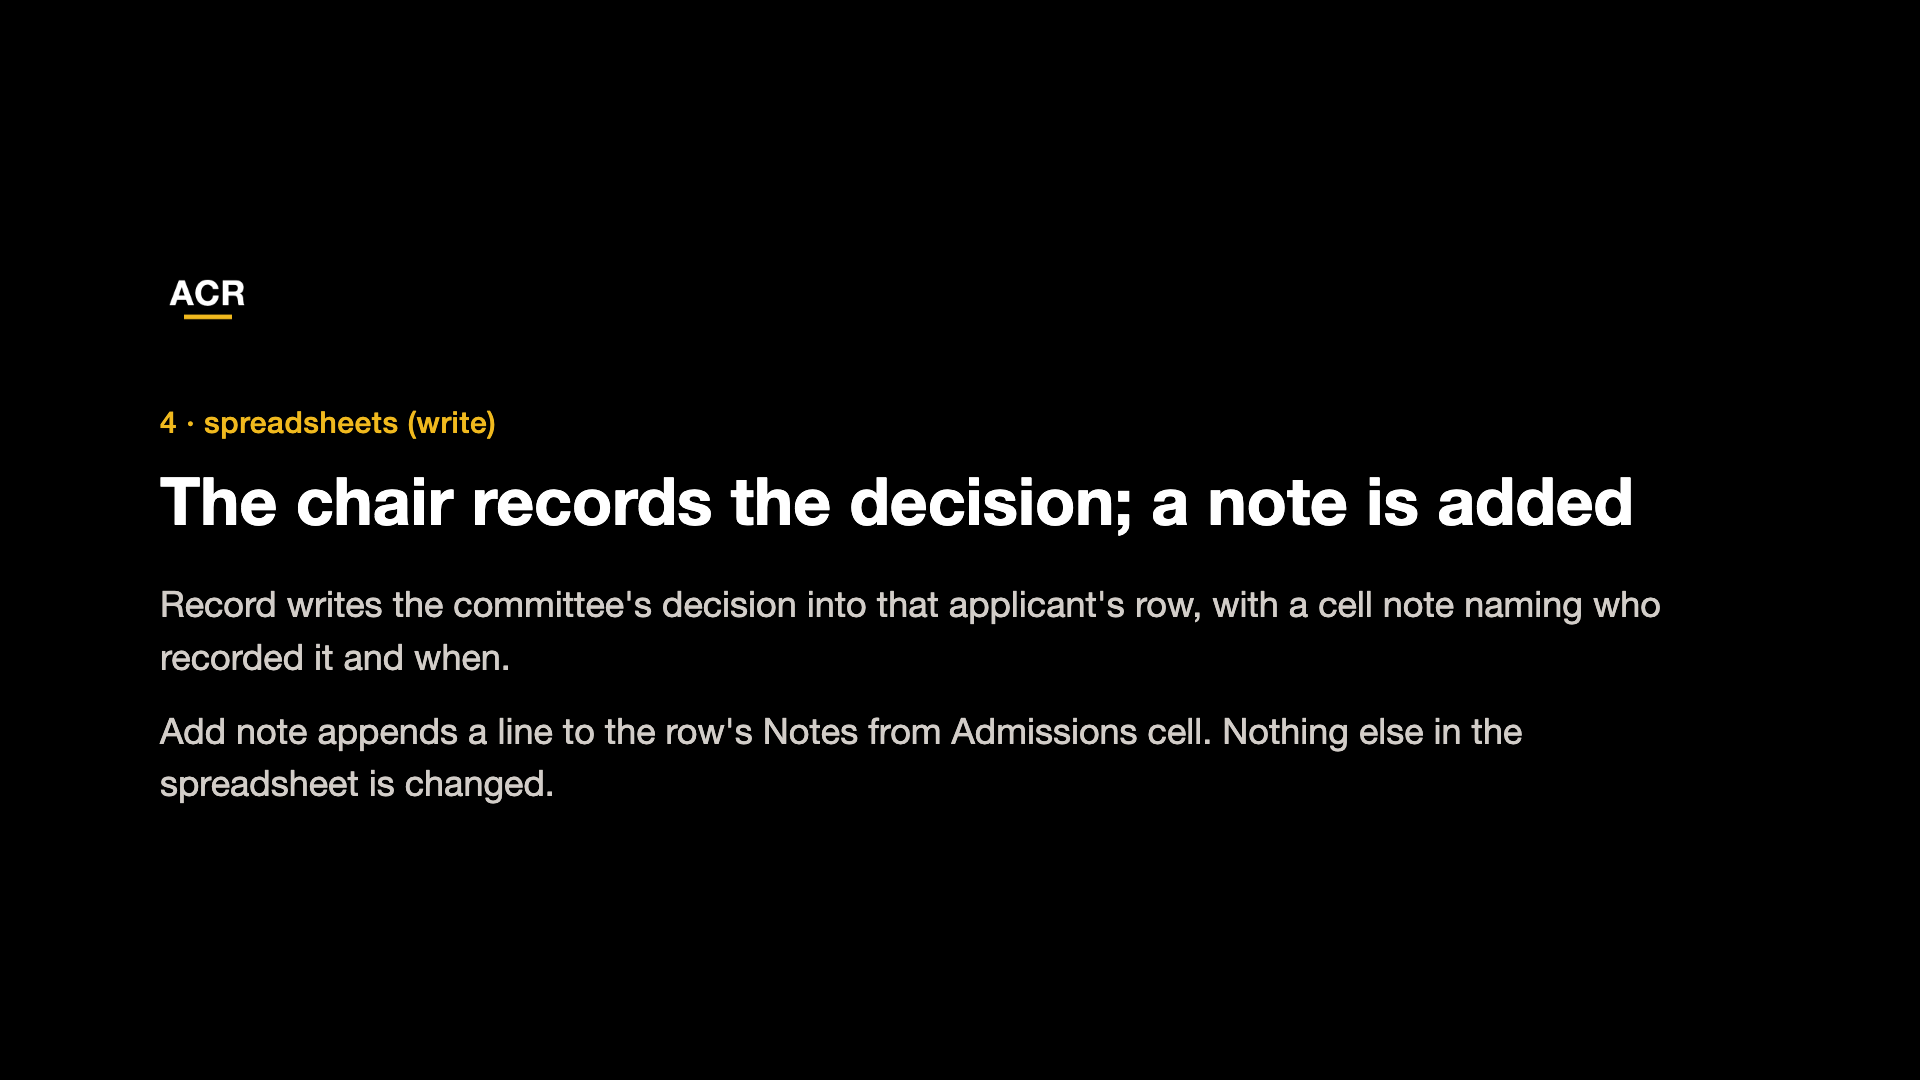 ACR
4 · spreadsheets (write)
The chair records the decision; a note is added
Record writes the committee's decision into that applicant's row, with a cell note naming who
recorded it and when.
Add note appends a line to the row's Notes from Admissions cell. Nothing else in the
spreadsheet is changed.